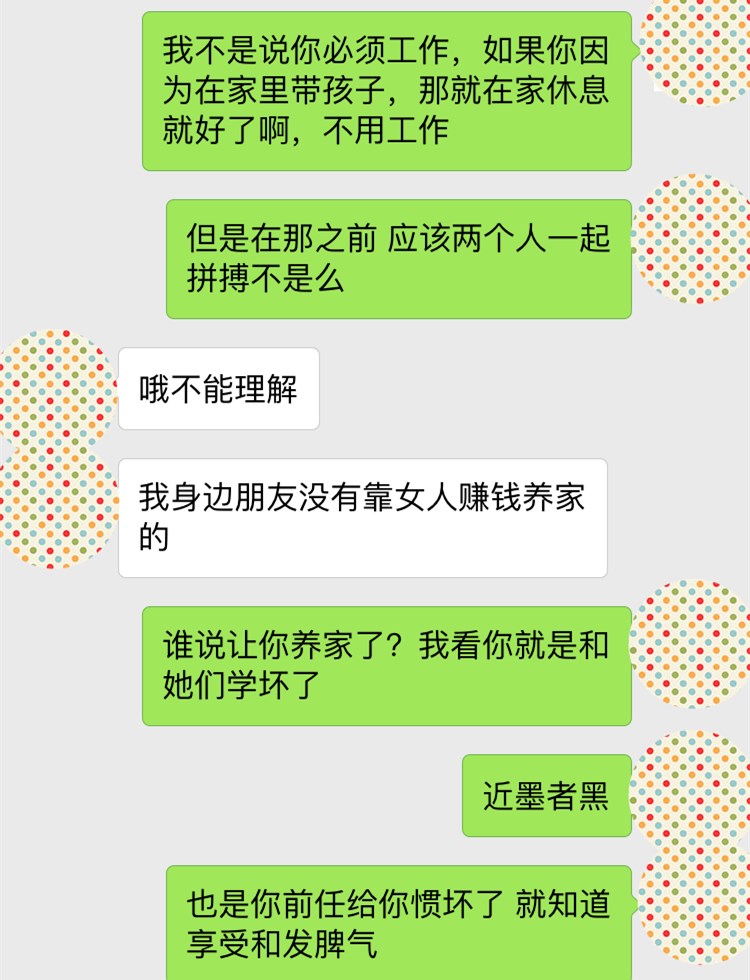 我不是说你必须工作，如果你因
为在家里带孩子，那就在家休息
就好了啊，不用工作
但是在那之前 应该两个人一起
拼搏不是么
哦不能理解
我身边朋友没有靠女人赚钱养家
的
谁说让你养家了？我看你就是和
她们学坏了
近墨者黑
也是你前任给你惯坏了 就知道
享受和发脾气